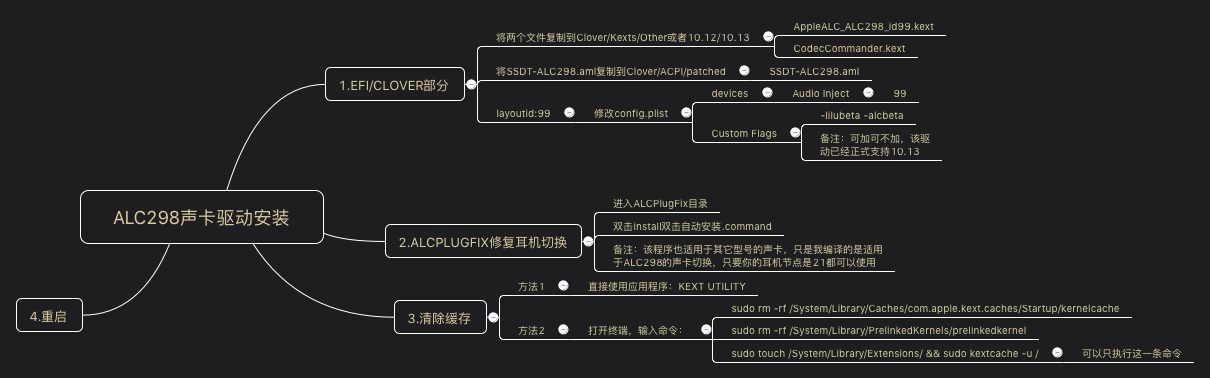 ALC298声卡驱动安装
1.EFI/CLOVER部分
将两个文件复制到Clover/Kexts/Other或者10.12/10.13
AppleALC_ALC298_id99.kext
CodecCommander.kext
将SSDT-ALC298.aml复制到Clover/ACPI/patched
SSDT-ALC298.aml
layoutid:99
修改config.plist
devices
Audio Inject
99
Custom Flags
-lilubeta -alcbeta
备注：可加可不加，该驱
动已经正式支持10.13
2.ALCPLUGFIX修复耳机切换
进入ALCPlugFix目录
双击install双击自动安装.command
备注：该程序也适用于其它型号的声卡，只是我编译的是适用
于ALC298的声卡切换，只要你的耳机节点是21都可以使用
3.清除缓存
方法1
直接使用应用程序：KEXT UTILITY
方法2
打开终端，输入命令：
sudo rm -rf /System/Library/Caches/com.apple.kext.caches/Startup/kernelcache
sudo rm -rf /System/Library/PrelinkedKernels/prelinkedkernel
sudo touch /System/Library/Extensions/ && sudo kextcache -u /
可以只执行这一条命令
4.重启